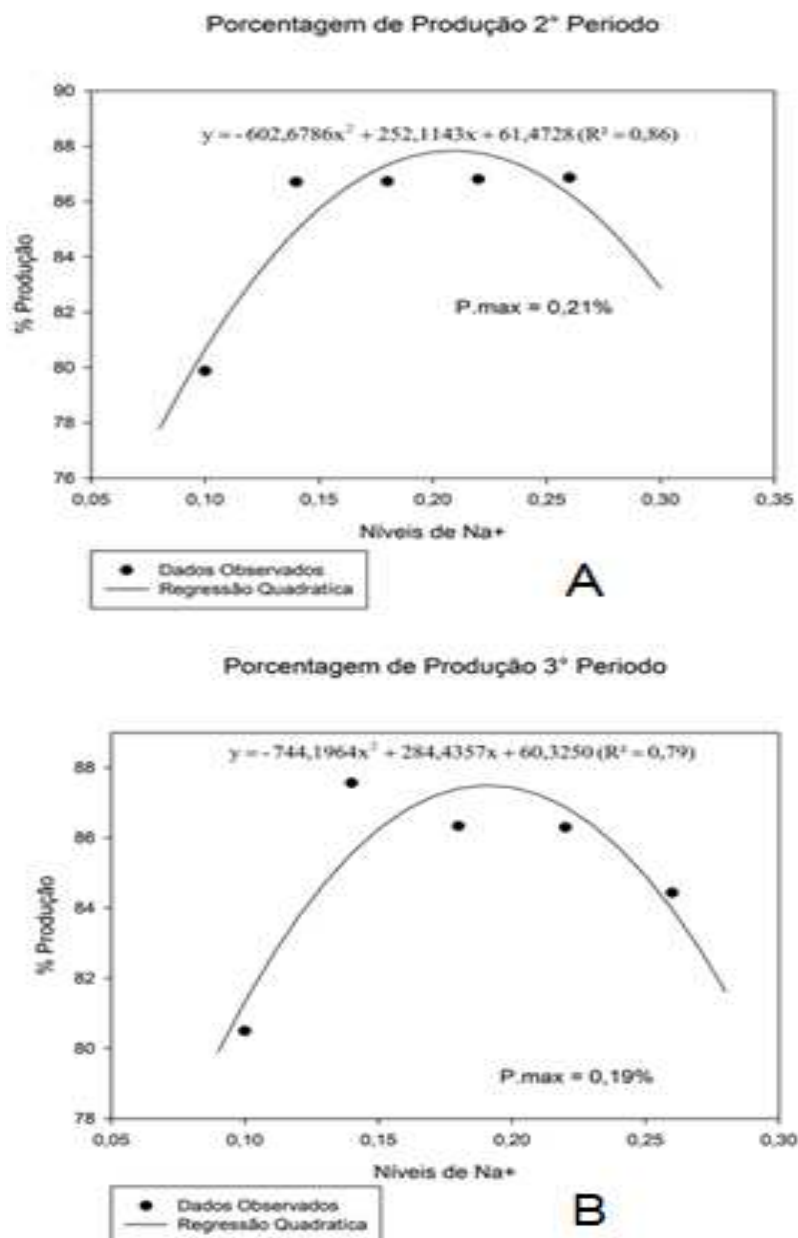 Porcentagem de Produção 2° Periodo
90
y = -602,6786x² + 252,1143x + 61,4728 (R² = 0,86)
88
86
84
% Produção
P.max = 0,21%
82
80
78
76
0,05 0,10 0,15 0,20 0,25 0,30 0,35
Níveis de Na+
Dados Observados
Regressão Quadratica
A
Porcentagem de Produção 3° Periodo
y = -744,1964x² + 284,4357x + 60,3250 (R² = 0,79)
88
86
84
% Produção
82
80
P.max = 0,19%
78
0,05 0,10 0,15 0,20 0,25 0,30
Níveis de Na+
Dados Observados
Regressão Quadratica
B